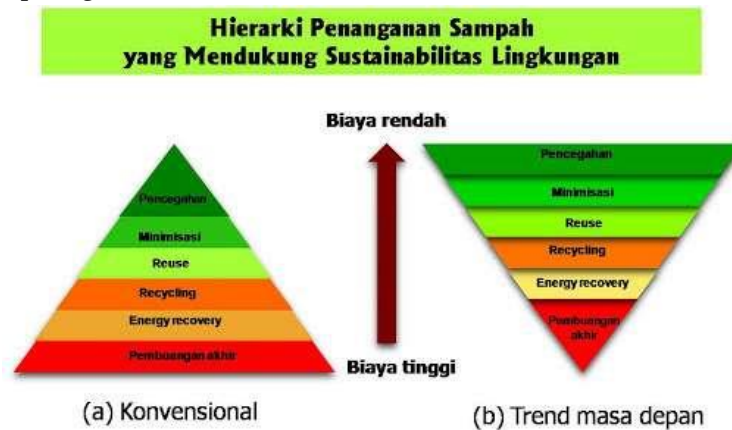 Hierarki Penanganan Sampah
yang Mendukung Sustainabilitas Lingkungan
Biaya rendah
Pencegahan
Minimisasi
Reuse
Recycling
Energy recovery
Pembuangan akhir
Pencegahan
Minimisasi
Reuse
Recycling
Energy recovery
Pembuangan
akhir
Biaya tinggi
(a) Konvensional
(b) Trend masa depan